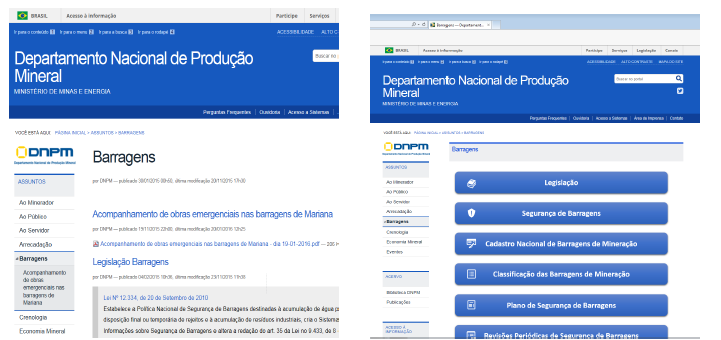 BRASIL Acesso à informação Participe Serviços
Ir para o conteúdo 1 Ir para o menu 2 Ir para a busca 3 Ir para o rodapé 4 ACESSIBILIDADE ALTO C
Departamento Nacional de Produção
Mineral
MINISTÉRIO DE MINAS E ENERGIA
Buscar no
Perguntas Frequentes Ouvidoria Acesso a Sistemas
VOCÊ ESTÁ AQUI: PÁGINA INICIAL > ASSUNTOS > BARRAGENS
DNPM
Departamento Nacional de Produção Mineral
ASSUNTOS
Ao Minerador
Ao Público
Ao Servidor
Arrecadação
Barragens
Acompanhamento
de obras
emergenciais nas
barragens de
Mariana
Cronologia
Economia Mineral
Barragens
por DNPM — publicado
Acompanhamento de obras emergenciais nas barragens de Mariana
por DNPM — publicado
Acompanhamento de obras emergenciais nas barragens de Mariana - dia 19-01-2016.pdf
Legislação Barragens
por DNPM — publicado
Lei Nº 12.334, de 20 de Setembro de 2010
Estabelece a Política Nacional de Segurança de Barragens destinadas à acumulação de água p
disposição final ou temporária de rejeitos e à acumulação de resíduos industriais, cria o Sistema
Informações sobre Segurança de Barragens e altera a redação do art. 35 da Lei no 9.433, de 8
Barragens — Departament...
BRASIL Acesso à informação Participe Serviços Legislação Canais
Ir para o conteúdo 1 Ir para o menu 2 Ir para a busca 3 Ir para o rodapé 4 ACESSIBILIDADE ALTO CONTRASTE MAPA DO SITE
Departamento Nacional de Produção
Mineral
MINISTÉRIO DE MINAS E ENERGIA
Buscar no portal
Perguntas Frequentes Ouvidoria Acesso a Sistemas Área de Imprensa Contato
VOCÊ ESTÁ AQUI: PÁGINA INICIAL > ASSUNTOS > BARRAGENS
DNPM
Departamento Nacional de Produção Mineral
ASSUNTOS
Ao Minerador
Ao Público
Ao Servidor
Arrecadação
Barragens
Cronologia
Economia Mineral
Eventos
ACERVO
Biblioteca DNPM
Publicações
ACESSO À
INFORMAÇÃO
Barragens
Legislação
Segurança de Barragens
Cadastro Nacional de Barragens de Mineração
Classificação das Barragens de Mineração
Plano de Segurança de Barragens
Revisões Periódicas de Segurança de Barragens